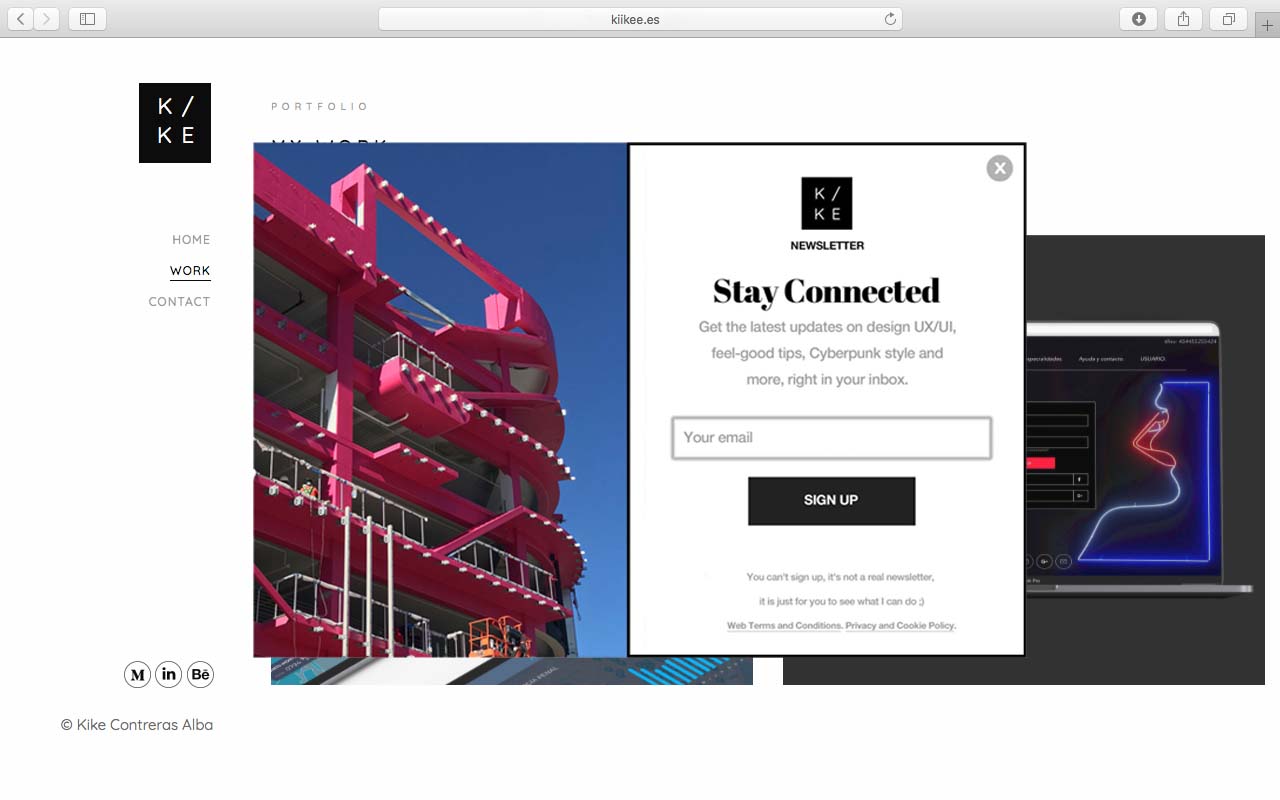 kiikee.es
K /
K E
PORTFOLIO
MY WORK
HOME
WORK
CONTACT
K /
K E
NEWSLETTER
Stay Connected
Get the latest updates on design UX/UI,
feel-good tips, Cyberpunk style and
more, right in your inbox.
Your email
SIGN UP
You can't sign up, it's not a real newsletter,
it is just for you to see what I can do ;)
Web Terms and Conditions. Privacy and Cookie Policy.
Ayuda y contacto.
USUARIO.
M in Bē
© Kike Contreras Alba